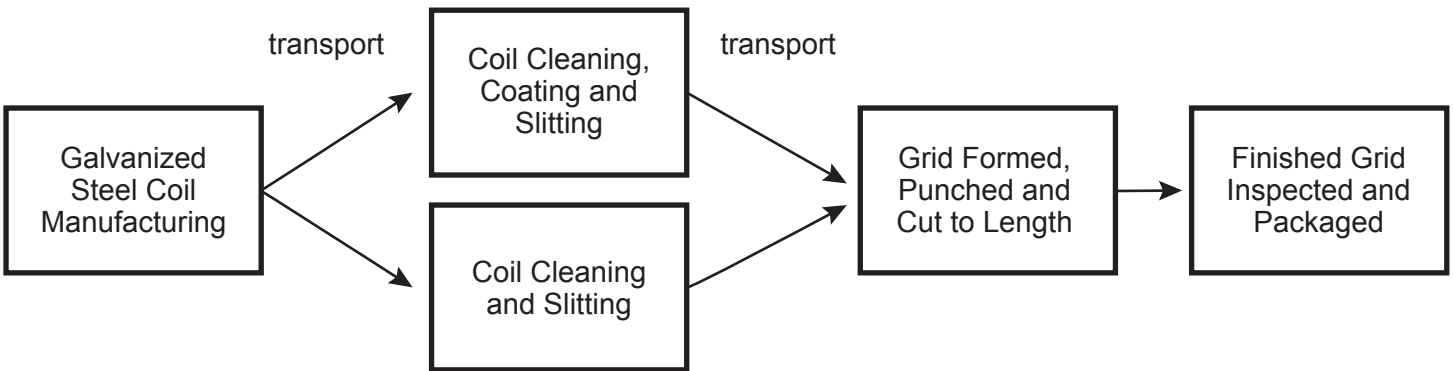 transport
Coil Cleaning,
Coating and
Slitting
transport
Galvanized
Steel Coil
Manufacturing
Coil Cleaning
and Slitting
Grid Formed,
Punched and
Cut to Length
Finished Grid
Inspected and
Packaged